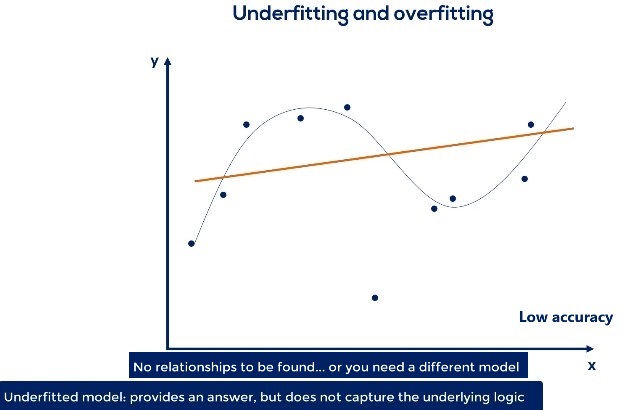 Underfitting and overfitting
y
Low accuracy
x
No relationships to be found... or you need a different model
Underfitted model: provides an answer, but does not capture the underlying logic